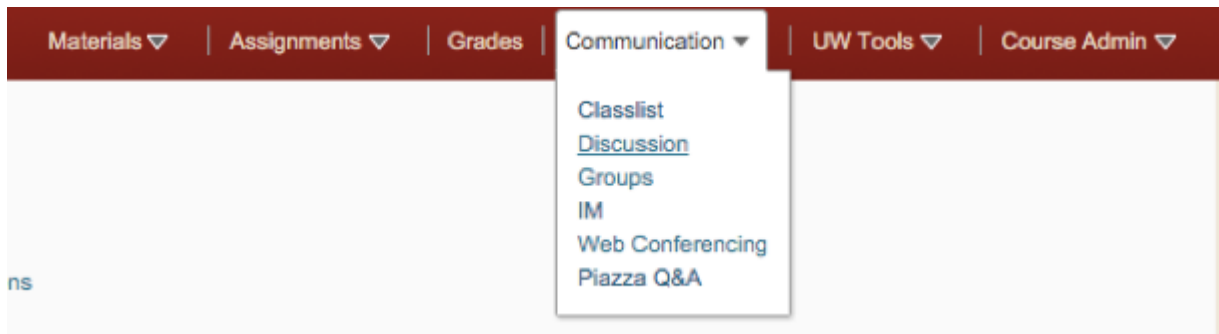 Materials Assignments Grades Communication UW Tools Course Admin
Classlist
Discussion
Groups
IM
Web Conferencing
Piazza Q&A
ns